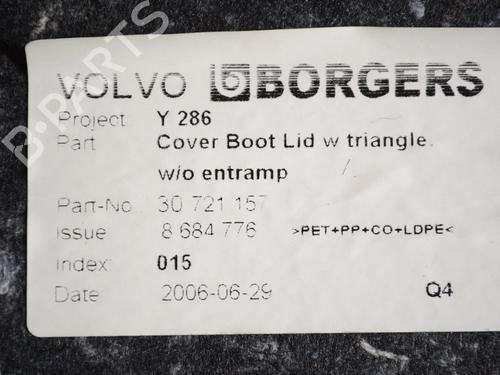 VOLVO BORGERS
Project Y 286
Part Cover Boot Lid w triangle.
w/o entramp /.
Part-No 30 721 157
Issue 8 684 776 >PET+PP+CO+LDPE<
Index: 015
Date 2006-06-29 Q4
B-PARTS